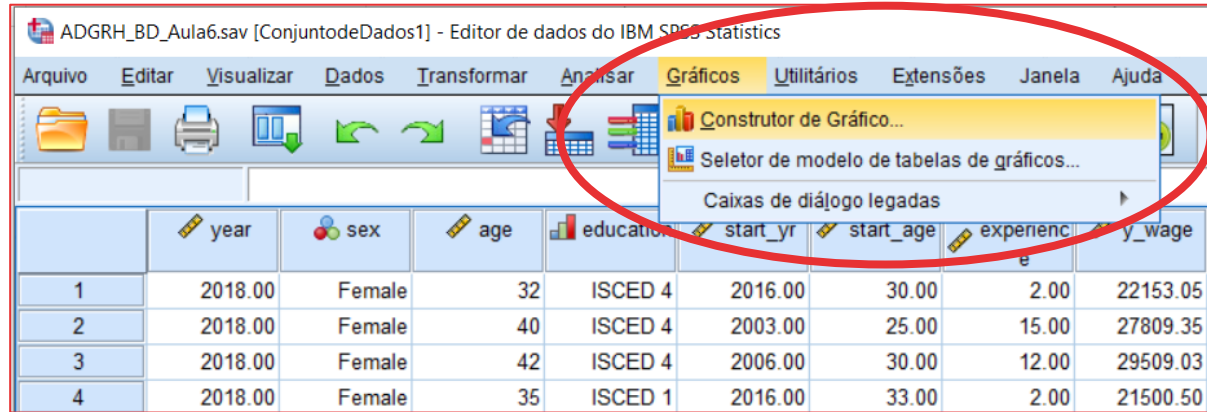 ADGRH_BD_Aula6.sav [ConjuntodeDados1] - Editor de dados do IBM SPSS Statistics
Arquivo Editar Visualizar Dados Transformar Analisar Gráficos Utilitários Extensões Janela Ajuda
Construtor de Gráfico...
Seletor de modelo de tabelas de gráficos...
Caixas de diálogo legadas
year sex age education start_yr start_age experienc y_wage
e
1 2018.00 Female 32 ISCED 4 2016.00 30.00 2.00 22153.05
2 2018.00 Female 40 ISCED 4 2003.00 25.00 15.00 27809.35
3 2018.00 Female 42 ISCED 4 2006.00 30.00 12.00 29509.03
4 2018.00 Female 35 ISCED 1 2016.00 33.00 2.00 21500.50